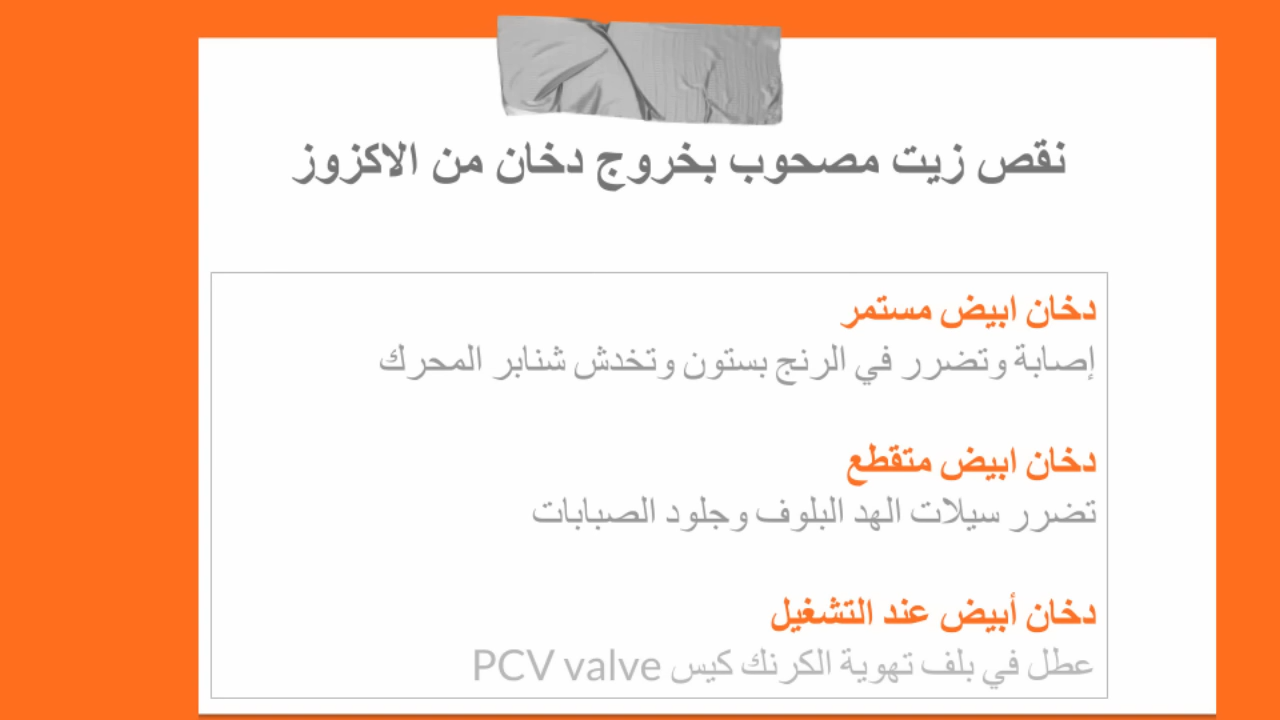 نقص زيت مصحوب بخروج دخان من الاكزوز
دخان ابيض مستمر
إصابة وتضرر في الرنج بستون وتخدش شنابر المحرك
دخان ابيض متقطع
تضرر سيلات الهد البلوف وجلود الصبابات
دخان أبيض عند التشغيل
عطل في بلف تهوية الكرنك كيس PCV valve